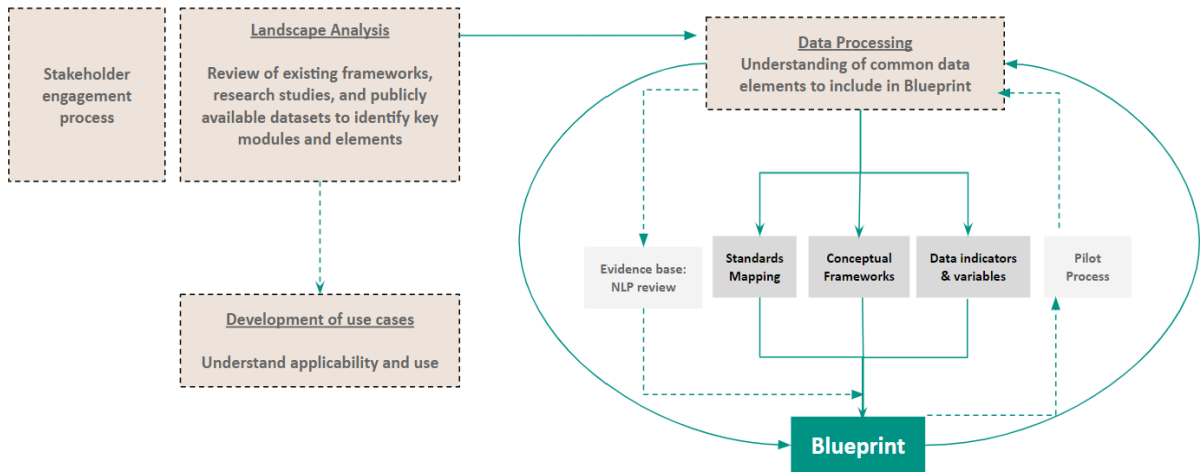 Stakeholder
engagement
process
Landscape Analysis
Review of existing frameworks,
research studies, and publicly
available datasets to identify key
modules and elements
Data Processing
Understanding of common data
elements to include in Blueprint
Evidence base:
NLP review
Standards
Mapping
Conceptual
Frameworks
Data indicators
& variables
Pilot
Process
Development of use cases
Understand applicability and use
Blueprint